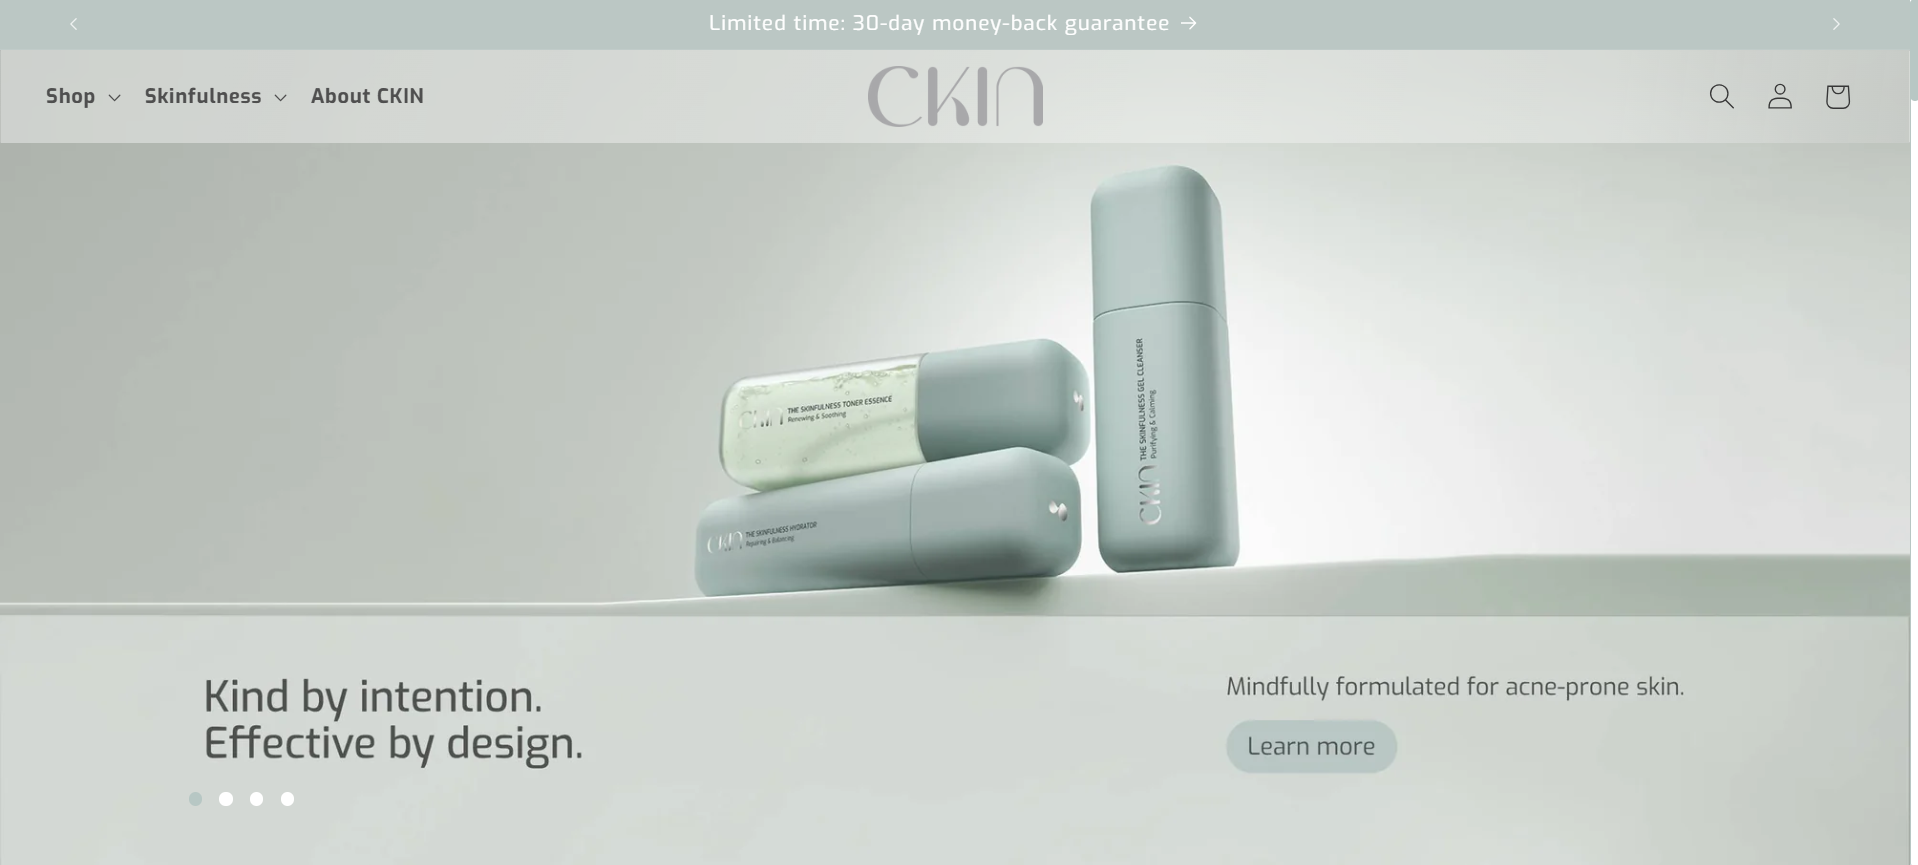 Limited time: 30-day money-back guarantee →
Shop
Skinfulness
About CKIN
CKIN
CKIN THE SKINFULNESS TONER ESSENCE
Renewing & Soothing
CKIN THE SKINFULNESS HYDRATOR
Repairing & Balancing
CKIN THE SKINFULNESS GEL CLEANSER
Purifying & Calming
Kind by intention.
Effective by design.
Mindfully formulated for acne-prone skin.
Learn more